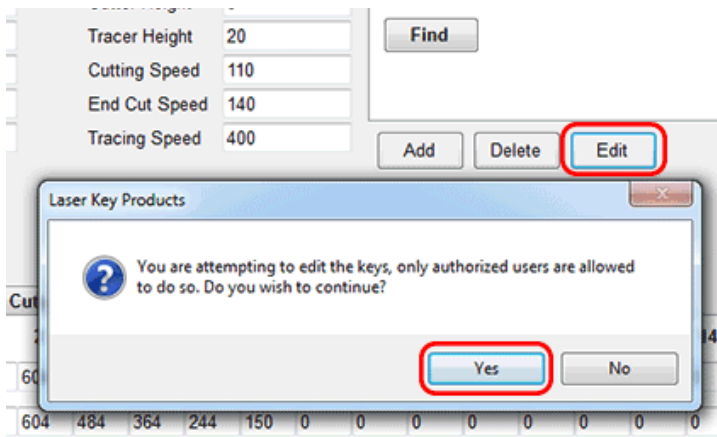 Tracer Height 20
Find
Cutting Speed 110
End Cut Speed 140
Tracing Speed 400
Add Delete Edit
Laser Key Products
You are attempting to edit the keys, only authorized users are allowed
to do so. Do you wish to continue?
Yes No
604 484 364 244 150 0 0 0 0 0 0 0 0